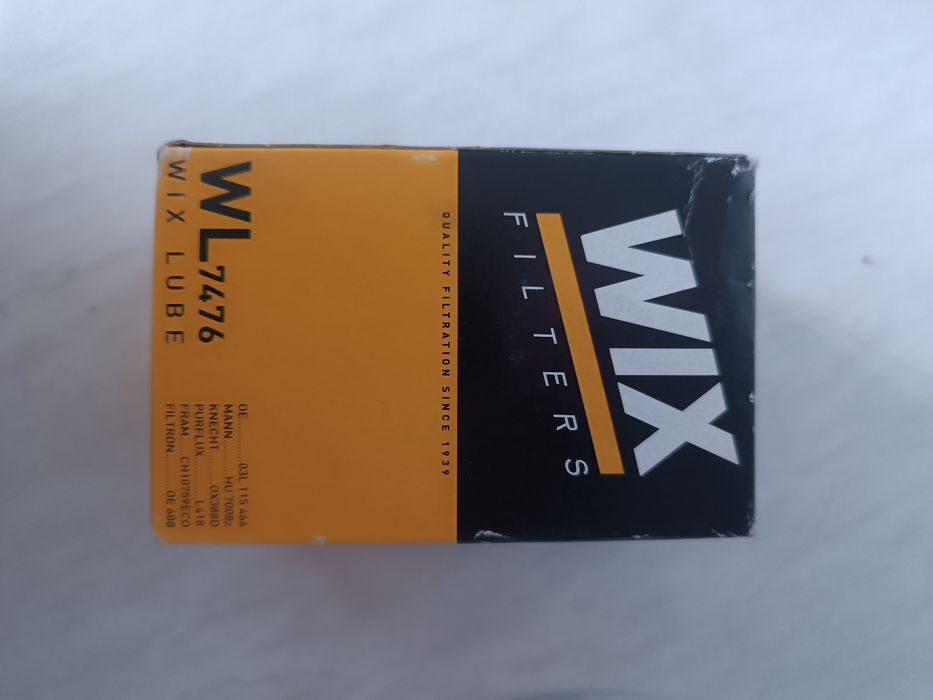 WIX
FILTERS
QUALITY FILTRATION SINCE 1939
WL7476
WIX LUBE
OE..........03L 115 466
MANN..........HU 7008z
KNECHT..........OX388D
PURFLUX..........L418
FRAM.....CH10759ECO
FILTRON..........OE 688